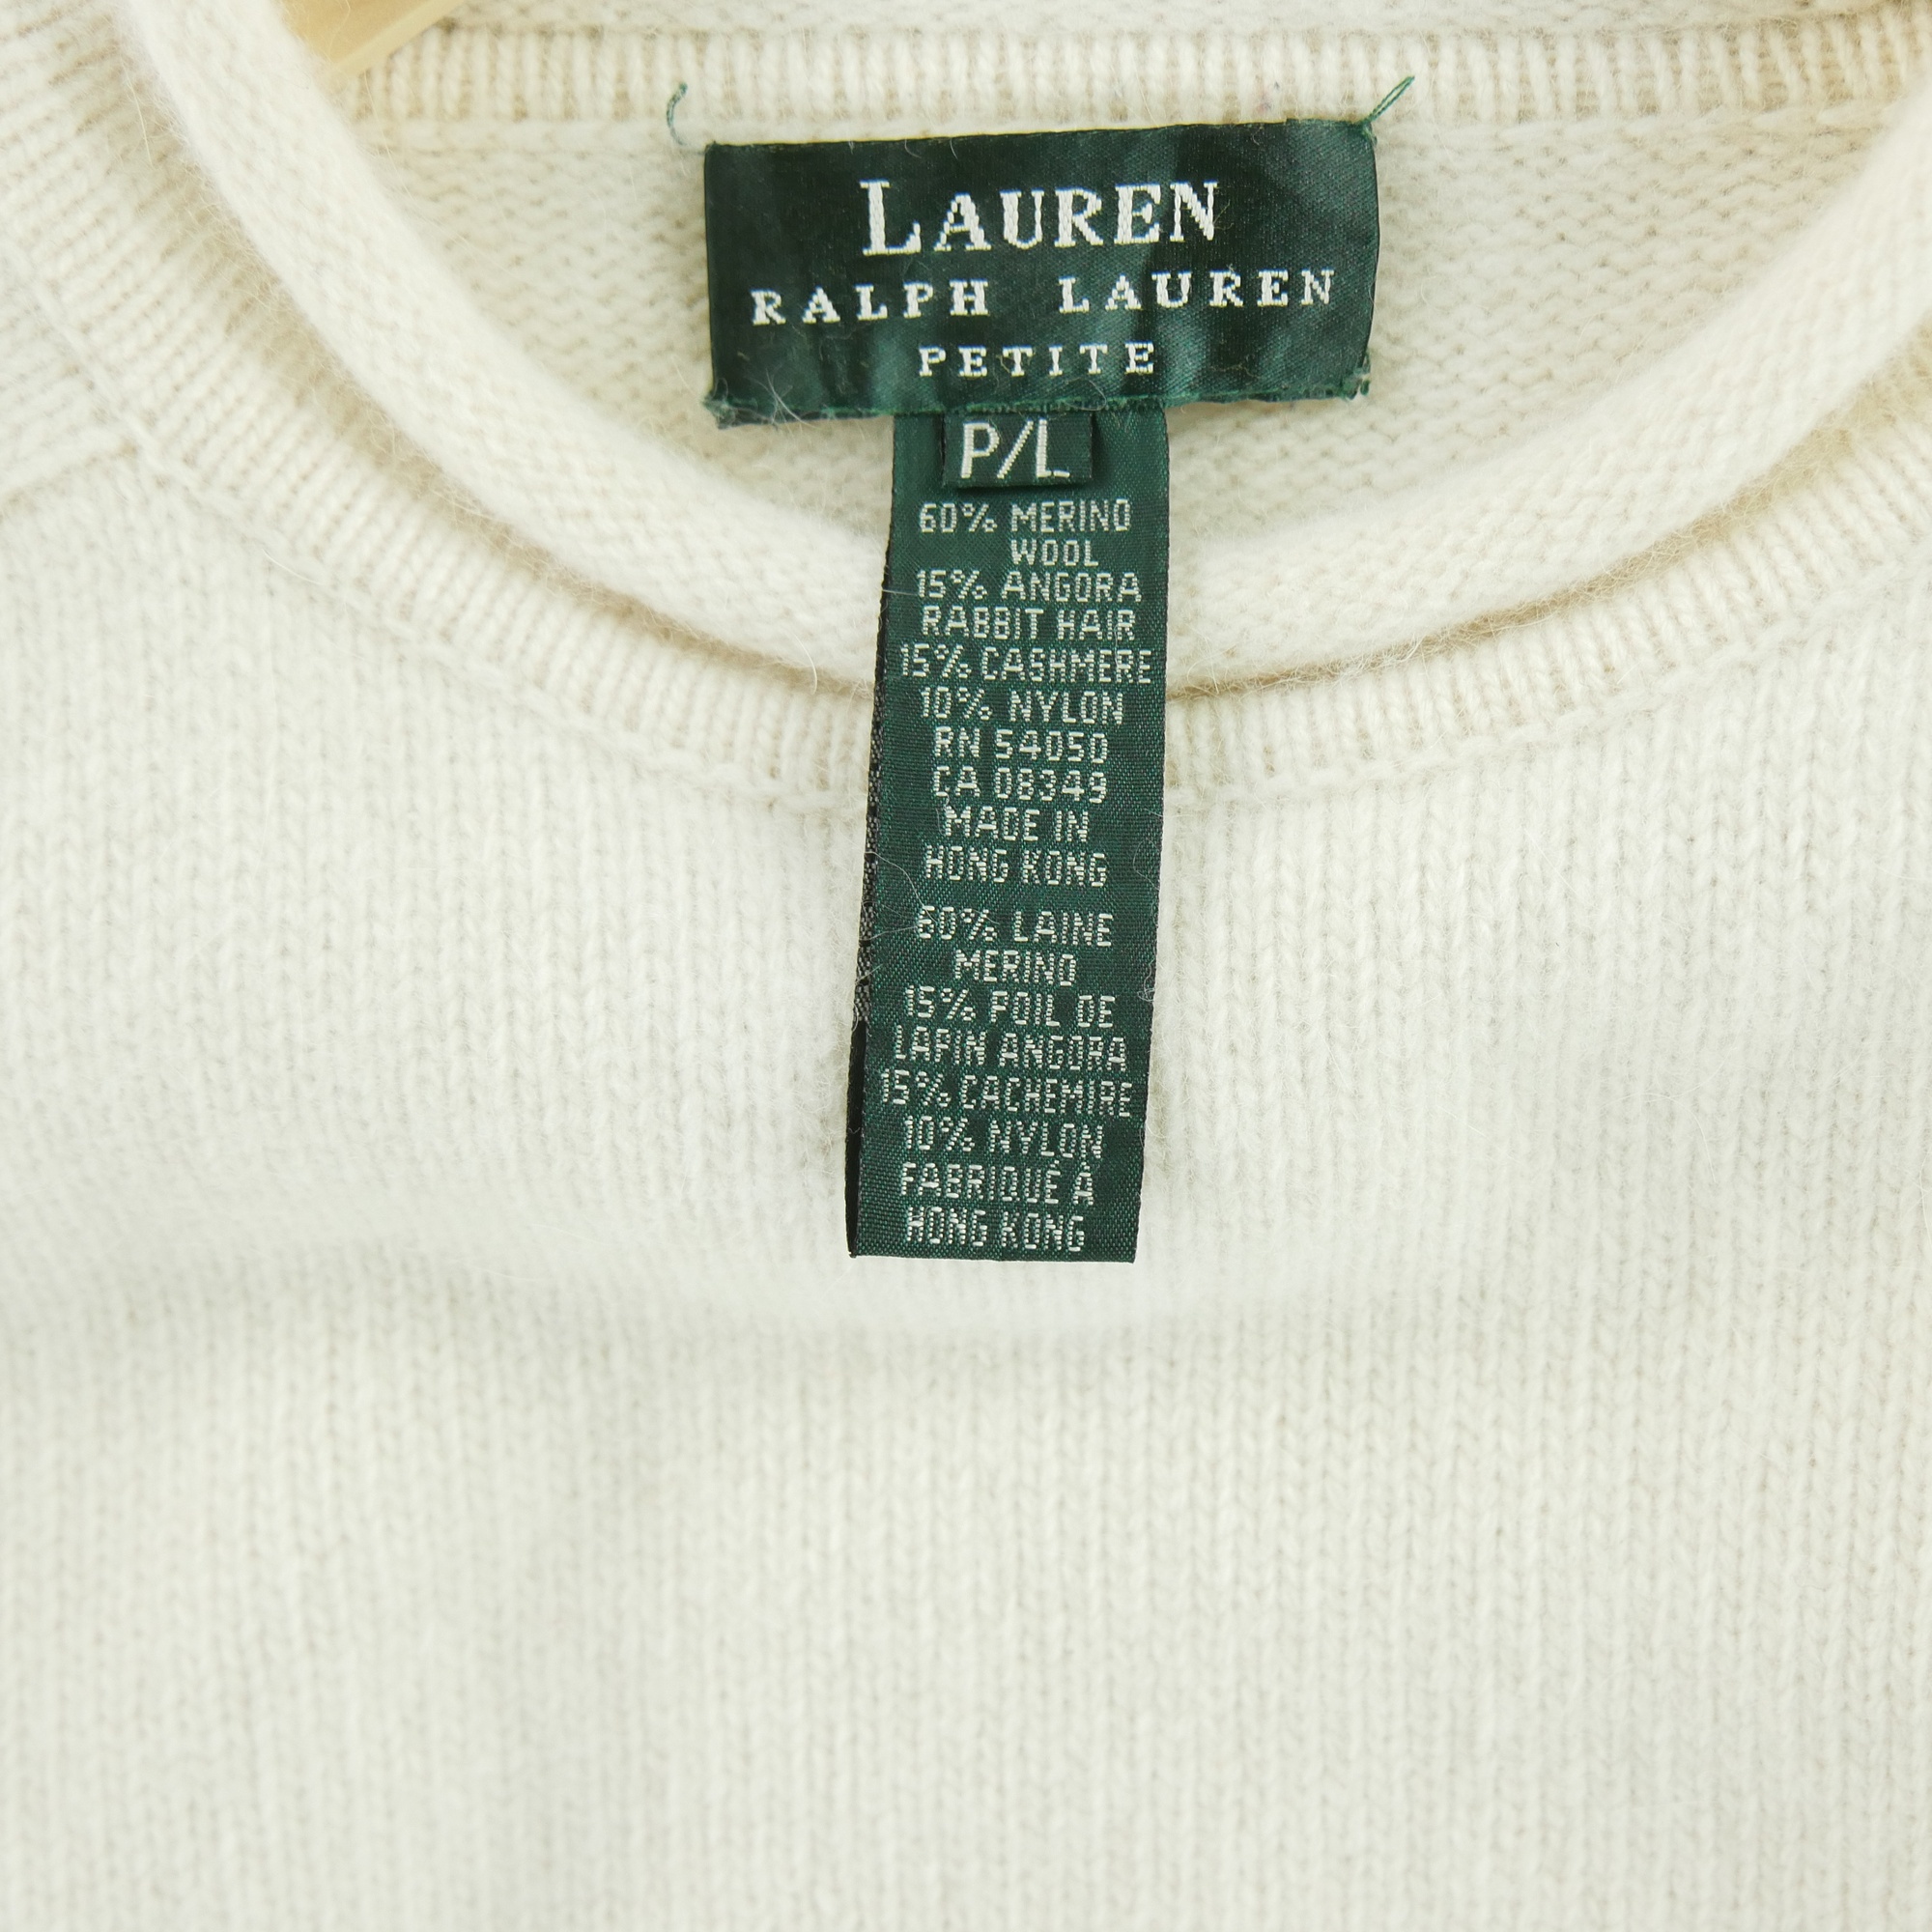 LAUREN
RALPH LAUREN
PETITE
P/L
60% MERINO
WOOL
15% ANGORA
RABBIT HAIR
15% CASHMERE
10% NYLON
RN 54050
CA 08349
MADE IN
HONG KONG
60% LAINE
MERINO
15% POIL DE
LAPIN ANGORA
15% CACHEMIRE
10% NYLON
FABRIQUÉ À
HONG KONG